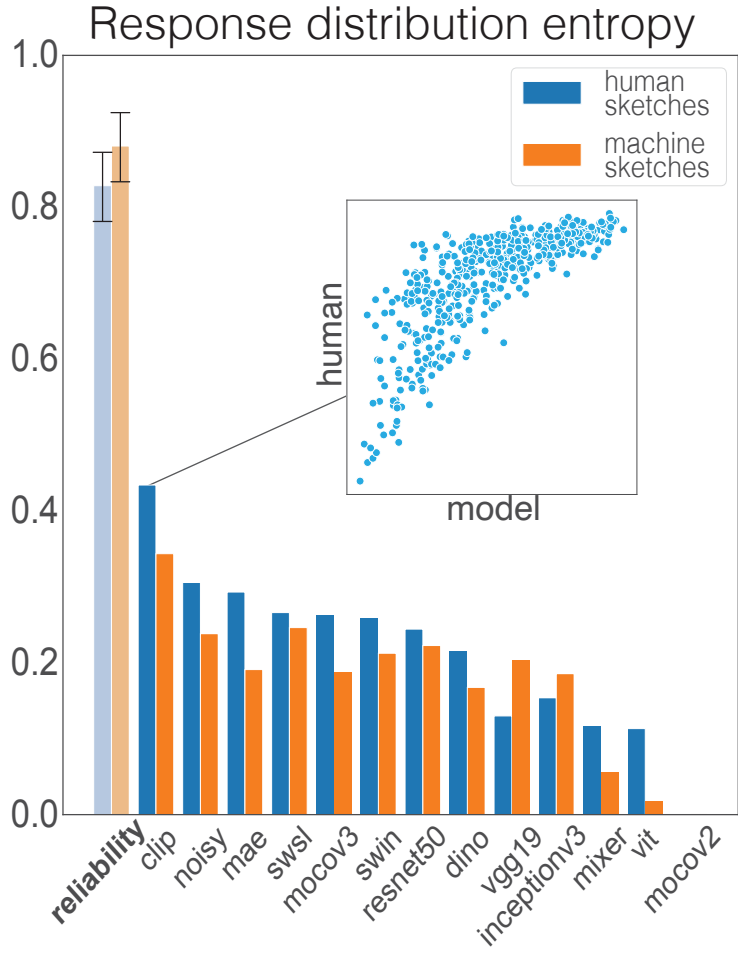 Response distribution entropy
1.0
0.8
0.6
0.4
0.2
0.0
human
sketches
machine
sketches
human
model
reliability
clip
noisy
mae
swsl
mocov3
swin
resnet50
dino
vgg19
inceptionv3
mixer
vit
mocov2